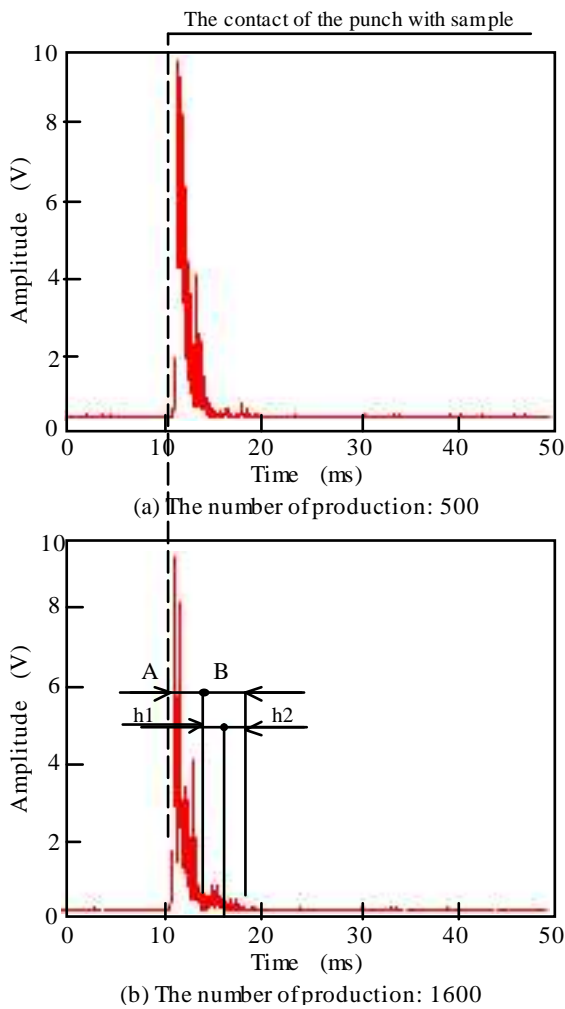 The contact of the punch with sample
10
8
6
4
2
0
Amplitude (V)
0 10 20 30 40 50
Time (ms)
(a) The number of production: 500
10
8
6
4
2
0
Amplitude (V)
A B
h1 h2
0 10 20 30 40 50
Time (ms)
(b) The number of production: 1600